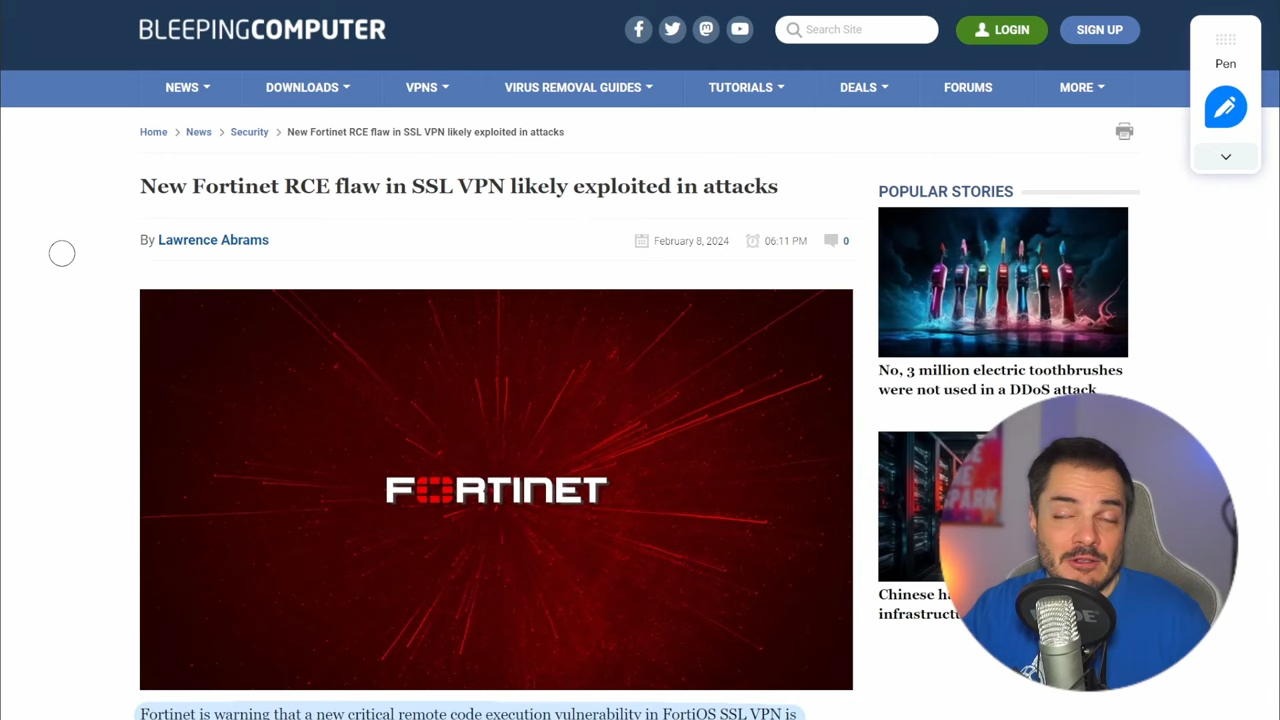 BLEEPINGCOMPUTER
Search Site
LOGIN
SIGN UP
Pen
NEWS
DOWNLOADS
VPNS
VIRUS REMOVAL GUIDES
TUTORIALS
DEALS
FORUMS
MORE
Home > News > Security > New Fortinet RCE flaw in SSL VPN likely exploited in attacks
New Fortinet RCE flaw in SSL VPN likely exploited in attacks
By Lawrence Abrams
February 8, 2024
06:11 PM
0
FORTINET
Fortinet is warning that a new critical remote code execution vulnerability in FortiOS SSL VPN is
POPULAR STORIES
No, 3 million electric toothbrushes
were not used in a DDoS attack
Chinese